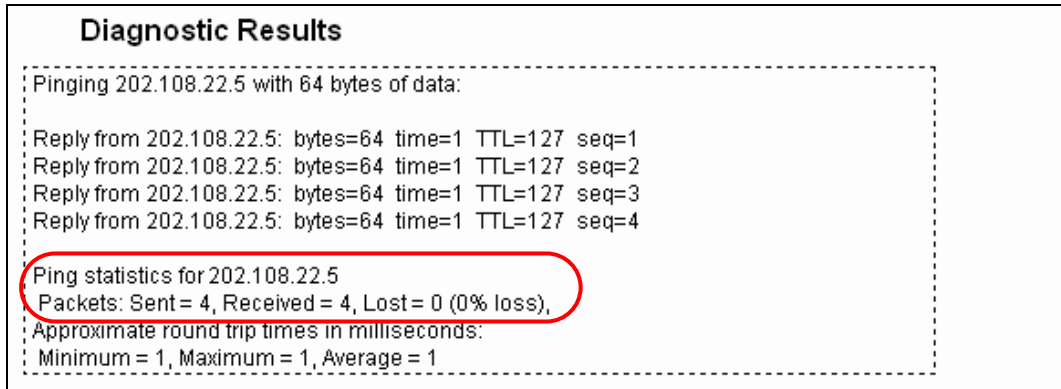 Diagnostic Results
Pinging 202.108.22.5 with 64 bytes of data:
Reply from 202.108.22.5: bytes=64 time=1 TTL=127 seq=1
Reply from 202.108.22.5: bytes=64 time=1 TTL=127 seq=2
Reply from 202.108.22.5: bytes=64 time=1 TTL=127 seq=3
Reply from 202.108.22.5: bytes=64 time=1 TTL=127 seq=4
Ping statistics for 202.108.22.5
Packets: Sent = 4, Received = 4, Lost = 0 (0% loss),
Approximate round trip times in milliseconds:
Minimum = 1, Maximum = 1, Average = 1